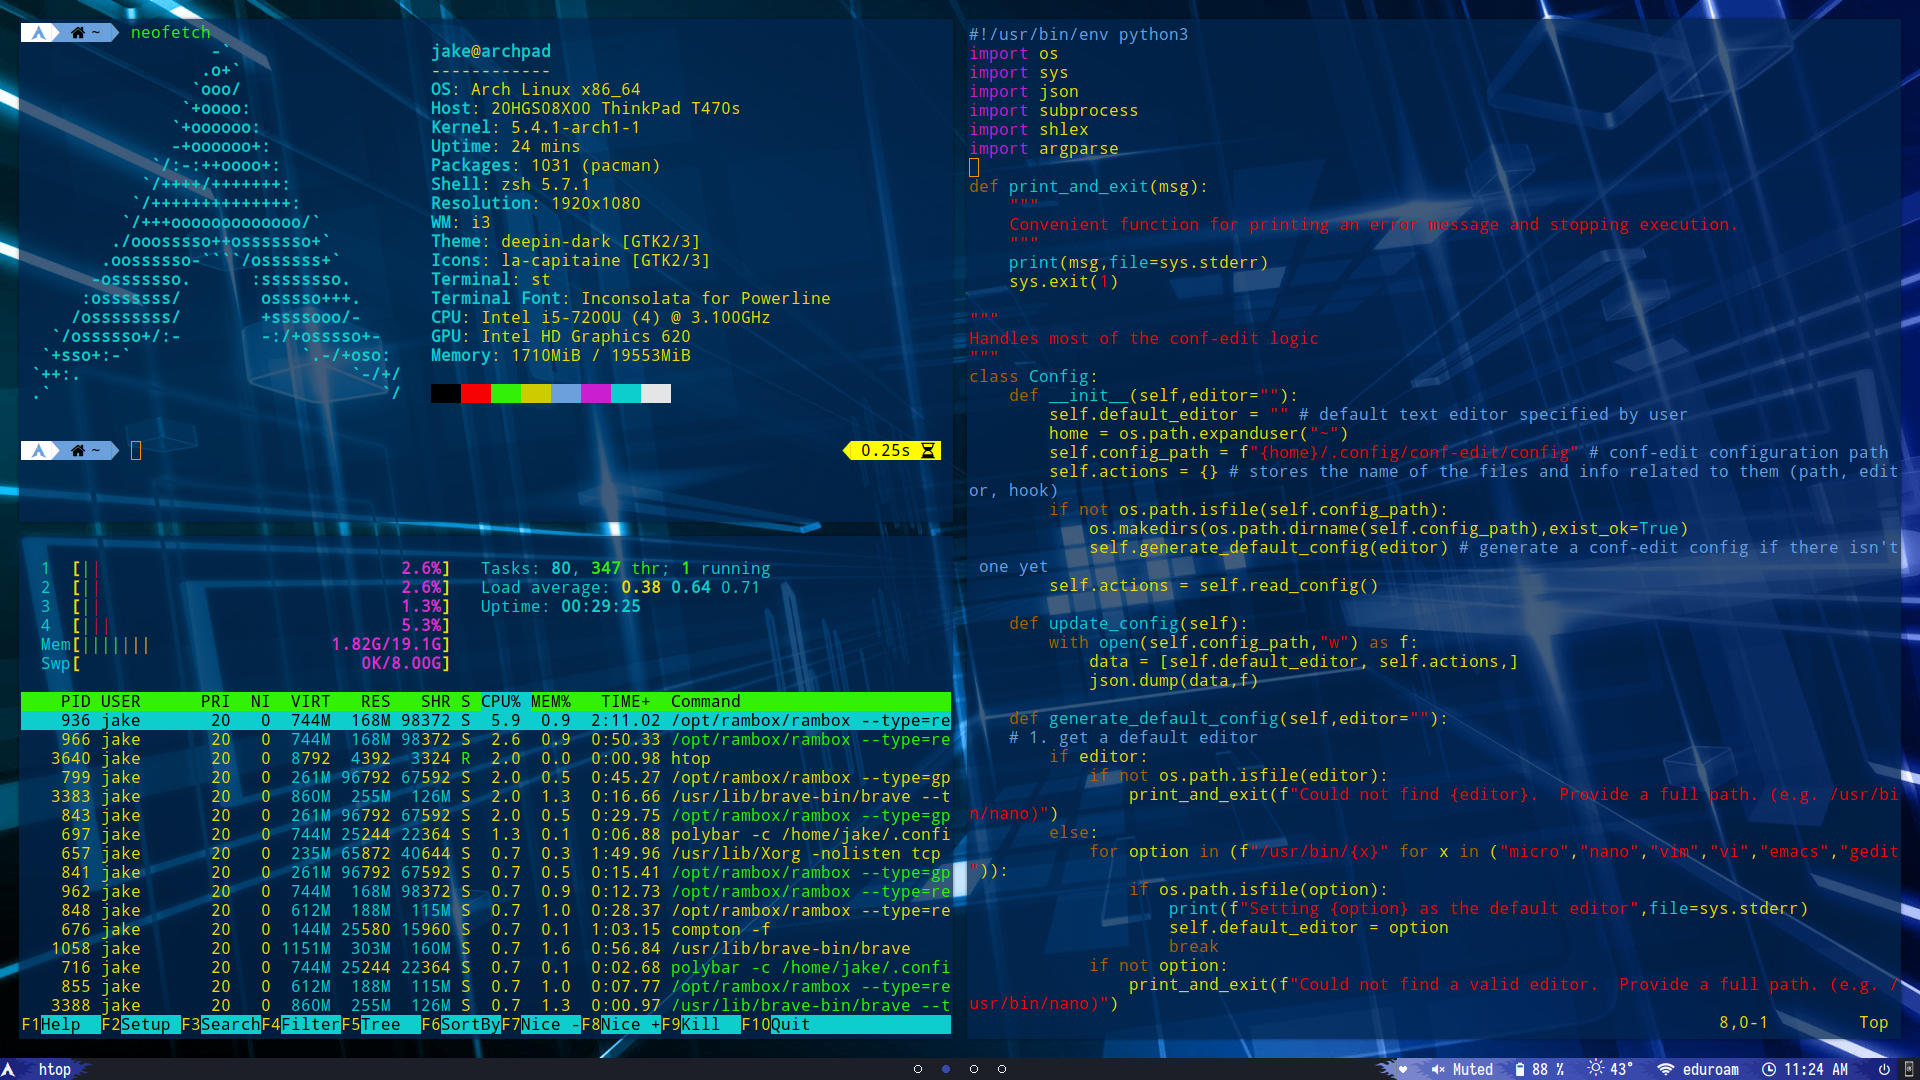 ~ neofetch
jake@archpad
------------
OS: Arch Linux x86_64
Host: 20HGS08X00 ThinkPad T470s
Kernel: 5.4.1-arch1-1
Uptime: 24 mins
Packages: 1031 (pacman)
Shell: zsh 5.7.1
Resolution: 1920x1080
WM: i3
Theme: deepin-dark [GTK2/3]
Icons: la-capitaine [GTK2/3]
Terminal: st
Terminal Font: Inconsolata for Powerline
CPU: Intel i5-7200U (4) @ 3.100GHz
GPU: Intel HD Graphics 620
Memory: 1710MiB / 19553MiB
~ 0.25s
1 [|| 2.6%] Tasks: 80, 347 thr; 1 running
2 [|| 2.6%] Load average: 0.38 0.64 0.71
3 [|| 1.3%] Uptime: 00:29:25
4 [||| 5.3%]
Mem[||||||| 1.82G/19.1G]
Swp[ 0K/8.00G]
PID USER PRI NI VIRT RES SHR S CPU% MEM% TIME+ Command
936 jake 20 0 744M 168M 98372 S 5.9 0.9 2:11.02 /opt/rambox/rambox --type=re
966 jake 20 0 744M 168M 98372 S 2.6 0.9 0:50.33 /opt/rambox/rambox --type=re
3640 jake 20 0 8792 4392 3324 R 2.0 0.0 0:00.98 htop
799 jake 20 0 261M 96792 67592 S 2.0 0.5 0:45.27 /opt/rambox/rambox --type=gp
3383 jake 20 0 860M 255M 126M S 2.0 1.3 0:16.66 /usr/lib/brave-bin/brave --t
843 jake 20 0 261M 96792 67592 S 2.0 0.5 0:29.75 /opt/rambox/rambox --type=gp
697 jake 20 0 744M 25244 22364 S 1.3 0.1 0:06.88 polybar -c /home/jake/.confi
657 jake 20 0 235M 65872 40644 S 0.7 0.3 1:49.96 /usr/lib/Xorg -nolisten tcp
841 jake 20 0 261M 96792 67592 S 0.7 0.5 0:15.41 /opt/rambox/rambox --type=gp
962 jake 20 0 744M 168M 98372 S 0.7 0.9 0:12.73 /opt/rambox/rambox --type=re
848 jake 20 0 612M 188M 115M S 0.7 1.0 0:28.37 /opt/rambox/rambox --type=re
676 jake 20 0 144M 25580 15960 S 0.7 0.1 1:03.15 compton -f
1058 jake 20 0 1151M 303M 160M S 0.7 1.6 0:56.84 /usr/lib/brave-bin/brave
716 jake 20 0 744M 25244 22364 S 0.7 0.1 0:02.68 polybar -c /home/jake/.confi
855 jake 20 0 612M 188M 115M S 0.7 1.0 0:07.77 /opt/rambox/rambox --type=re
3388 jake 20 0 860M 255M 126M S 0.7 1.3 0:00.97 /usr/lib/brave-bin/brave --t
F1Help F2Setup F3SearchF4FilterF5Tree F6SortByF7Nice -F8Nice +F9Kill F10Quit
#!/usr/bin/env python3
import os
import sys
import json
import subprocess
import shlex
import argparse
def print_and_exit(msg):
"""
Convenient function for printing an error message and stopping execution.
"""
print(msg,file=sys.stderr)
sys.exit(1)
"""
Handles most of the conf-edit logic
"""
class Config:
def __init__(self,editor=""):
self.default_editor = "" # default text editor specified by user
home = os.path.expanduser("~")
self.config_path = f"{home}/.config/conf-edit/config" # conf-edit configuration path
self.actions = {} # stores the name of the files and info related to them (path, edit
or, hook)
if not os.path.isfile(self.config_path):
os.makedirs(os.path.dirname(self.config_path),exist_ok=True)
self.generate_default_config(editor) # generate a conf-edit config if there isn't
one yet
self.actions = self.read_config()
def update_config(self):
with open(self.config_path,"w") as f:
data = [self.default_editor, self.actions,]
json.dump(data,f)
def generate_default_config(self,editor=""):
# 1. get a default editor
if editor:
if not os.path.isfile(editor):
print_and_exit(f"Could not find {editor}.  Provide a full path. (e.g. /usr/bi
n/nano)")
else:
for option in (f"/usr/bin/{x}" for x in ("micro","nano","vim","vi","emacs","gedit
")):
if os.path.isfile(option):
print(f"Setting {option} as the default editor",file=sys.stderr)
self.default_editor = option
break
if not option:
print_and_exit(f"Could not find a valid editor.  Provide a full path. (e.g. /
usr/bin/nano)")
8,0-1 Top
htop
Muted 88 % 43° eduroam 11:24 AM